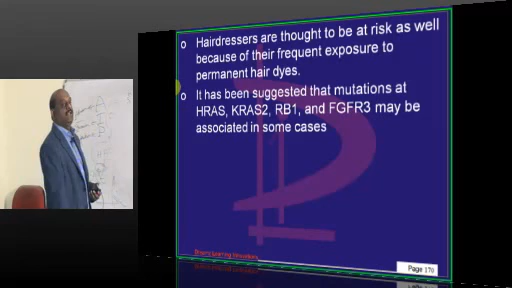 o Hairdressers are thought to be at risk as well
because of their frequent exposure to
permanent hair dyes.
o It has been suggested that mutations at
HRAS, KRAS2, RB1, and FGFR3 may be
associated in some cases
Page 170